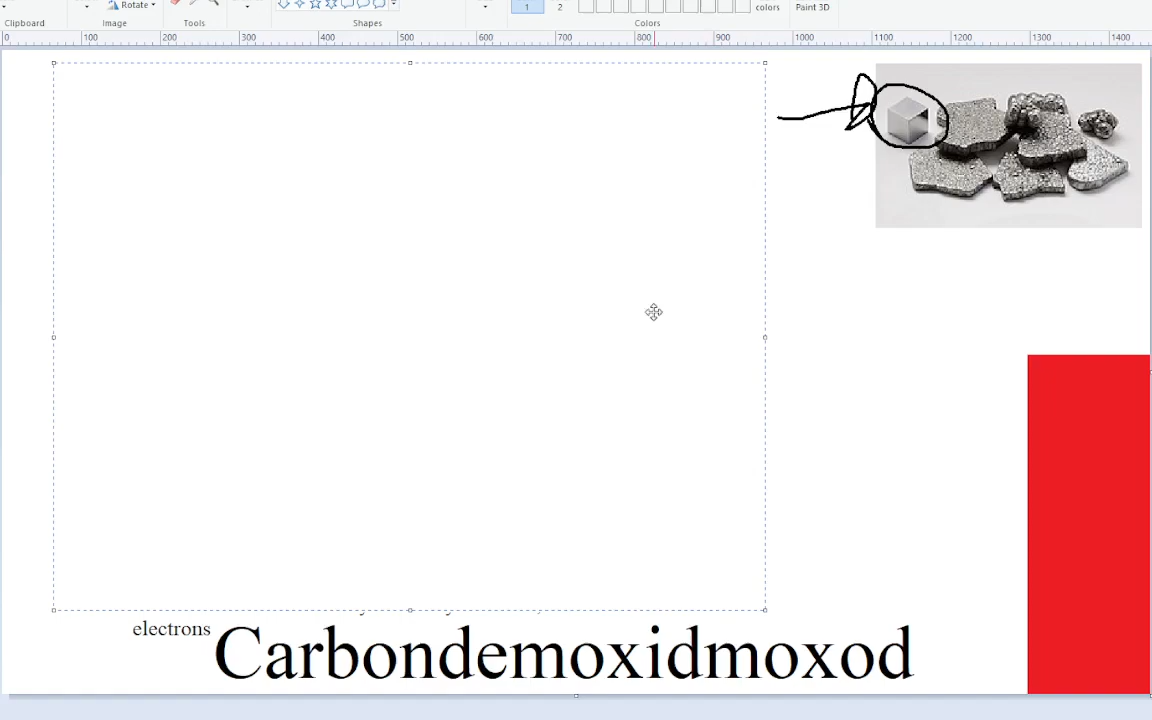 Rotate
colors
Paint 3D
Clipboard
Image
Tools
Shapes
1
2
Colors
0 100 200 300 400 500 600 700 800 900 1000 1100 1200 1300 1400
electrons
Carbondemoxidmoxod